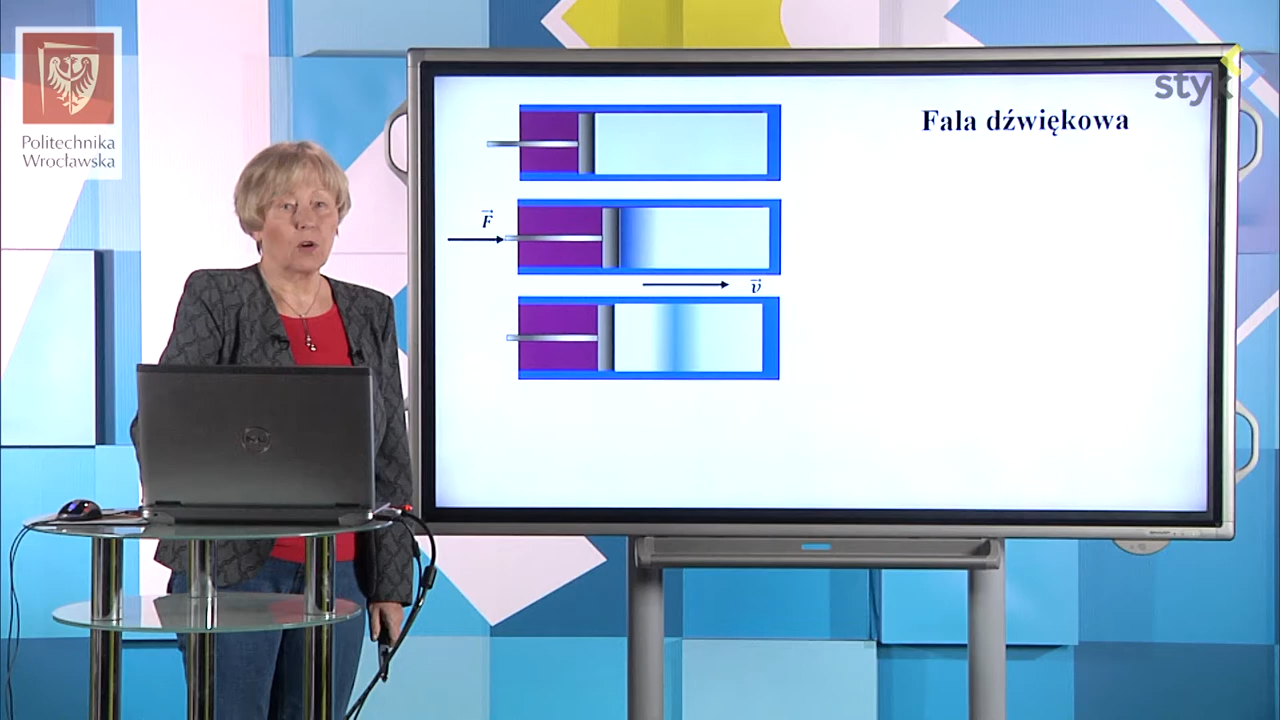 Politechnika
Wrocławska
styk
Fala dźwiękowa
F
v